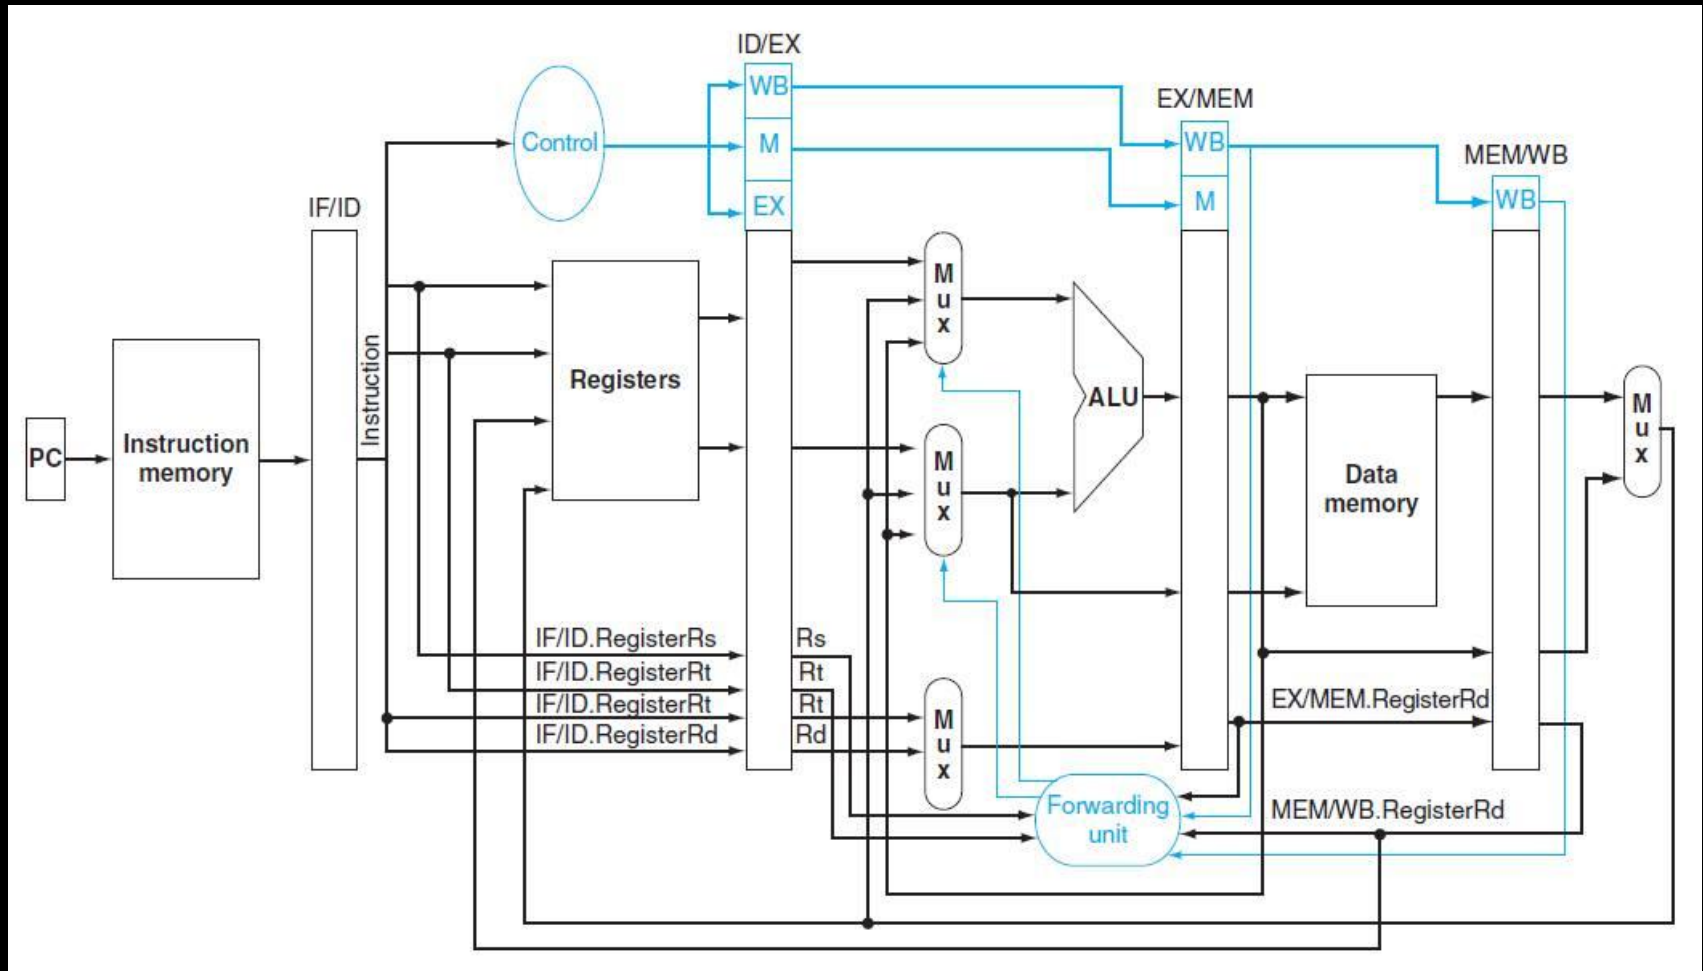 ID/EX
WB
EX/MEM
Control
M
WB
MEM/WB
IF/ID
EX
M
WB
M
u
x
Instruction
Registers
ALU
M
u
x
PC
Instruction
memory
M
u
x
Data
memory
IF/ID.RegisterRs
Rs
IF/ID.RegisterRt
Rt
IF/ID.RegisterRt
Rt
EX/MEM.RegisterRd
IF/ID.RegisterRd
Rd
M
u
x
Forwarding
unit
MEM/WB.RegisterRd